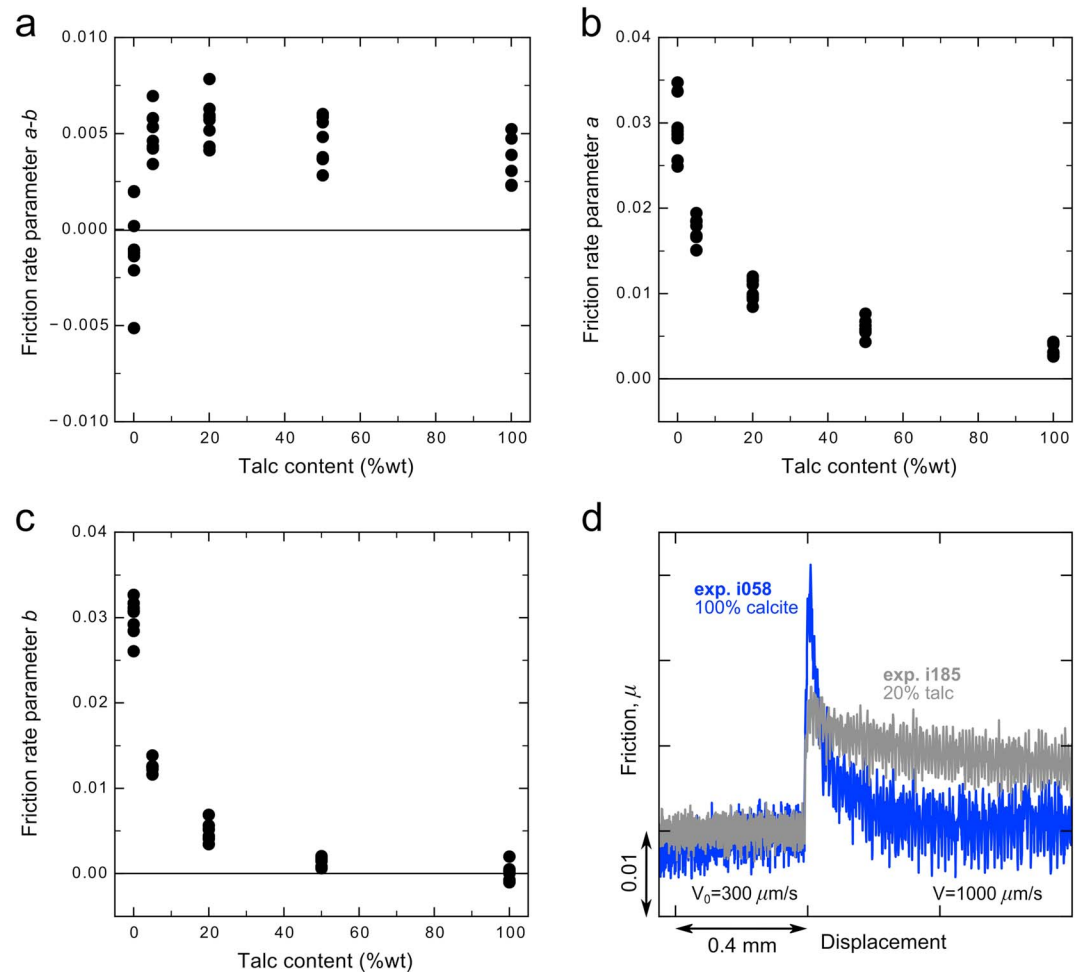 a
0.010
0.005
0.000
−0.005
−0.010
Friction rate parameter a-b
0 20 40 60 80 100
Talc content (%wt)
b
0.04
0.03
0.02
0.01
0.00
Friction rate parameter a
0 20 40 60 80 100
Talc content (%wt)
c
0.04
0.03
0.02
0.01
0.00
Friction rate parameter b
0 20 40 60 80 100
Talc content (%wt)
d
exp. i058
100% calcite
exp. i185
20% talc
Friction, μ
0.01
V₀=300 μm/s
V=1000 μm/s
0.4 mm
Displacement